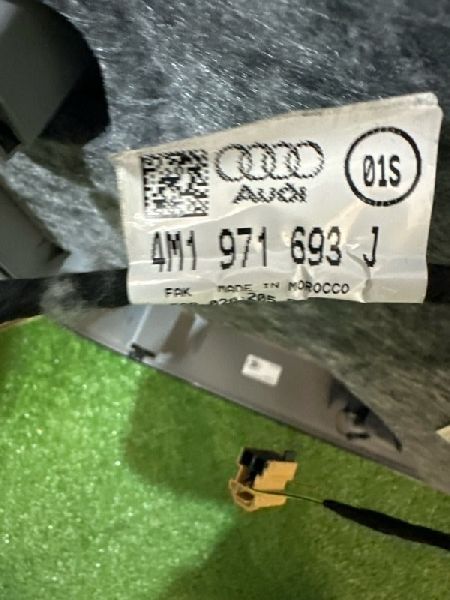 01S
AUDI
4M1 971 693 J
FAK MADE IN MOROCCO